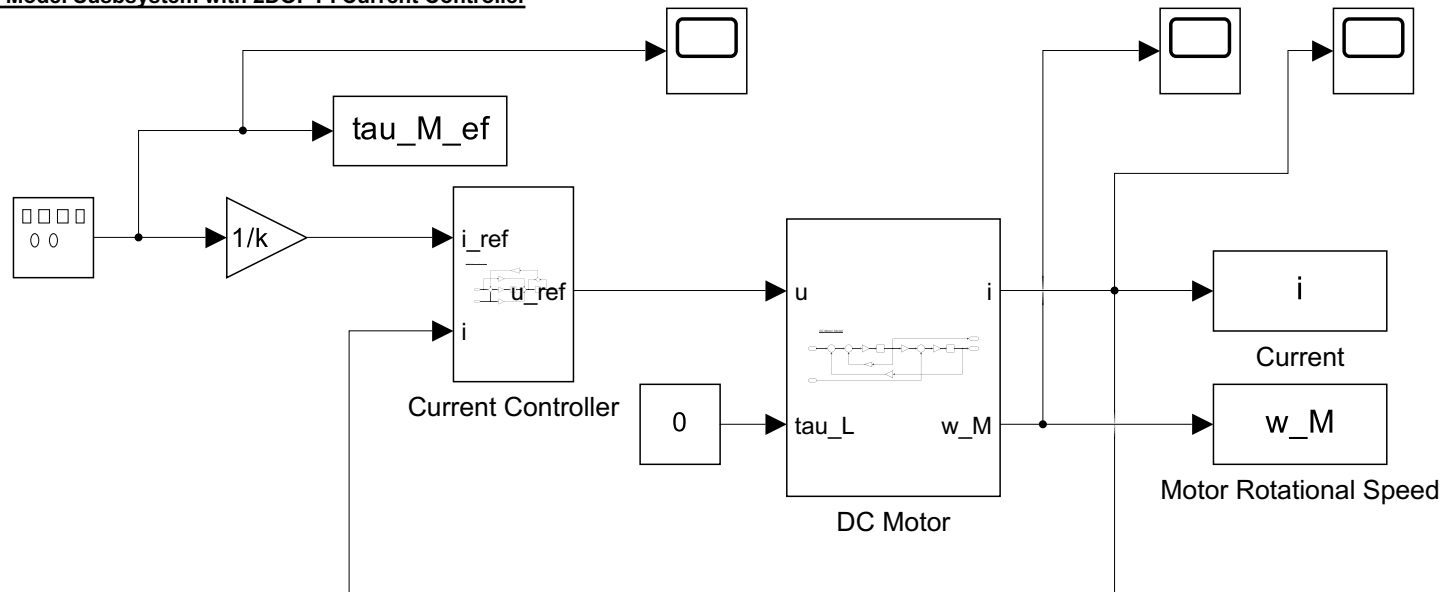 Model Susbsystem with 2DOF PI Current Controller
tau_M_ef
1/k
i_ref
u_ref
i
Current Controller
0
u
i
tau_L
w_M
DC Motor
i
Current
w_M
Motor Rotational Speed